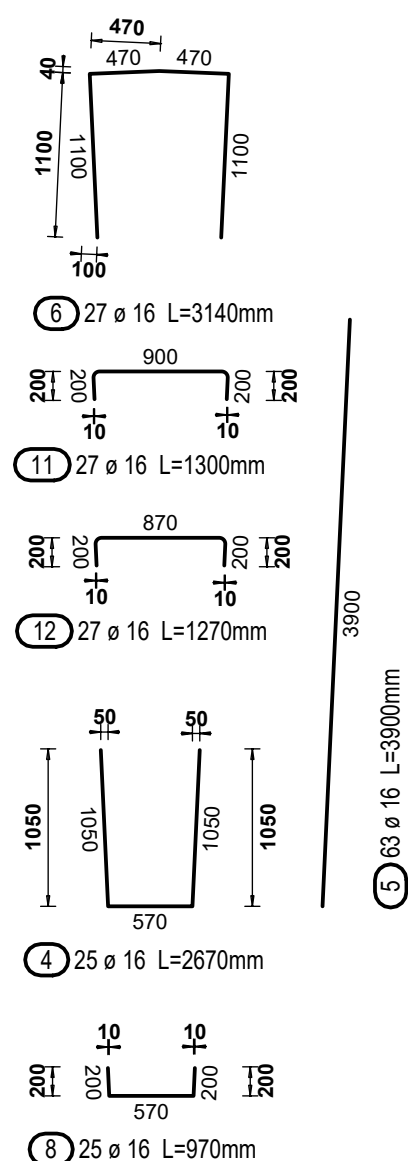 470
470 470
40
1100 1100 1100
100
6 27 ø 16 L=3140mm
900
200 200 200 200
10 10
11 27 ø 16 L=1300mm
870
200 200 200 200
10 10
12 27 ø 16 L=1270mm
3900
5 63 ø 16 L=3900mm
50 50
1050 1050 1050 1050
570
4 25 ø 16 L=2670mm
10 10
200 200 200 200
570
8 25 ø 16 L=970mm